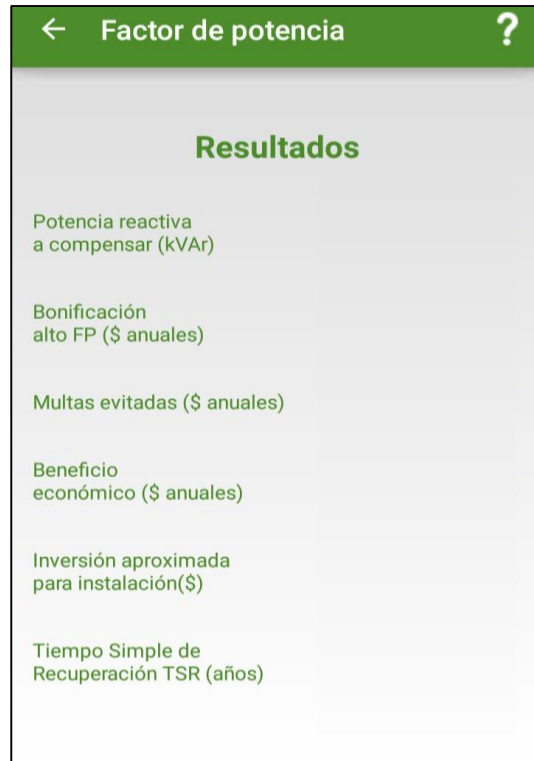 ← Factor de potencia ?
Resultados
Potencia reactiva
a compensar (kVAr)
Bonificación
alto FP ($ anuales)
Multas evitadas ($ anuales)
Beneficio
económico ($ anuales)
Inversión aproximada
para instalación($)
Tiempo Simple de
Recuperación TSR (años)